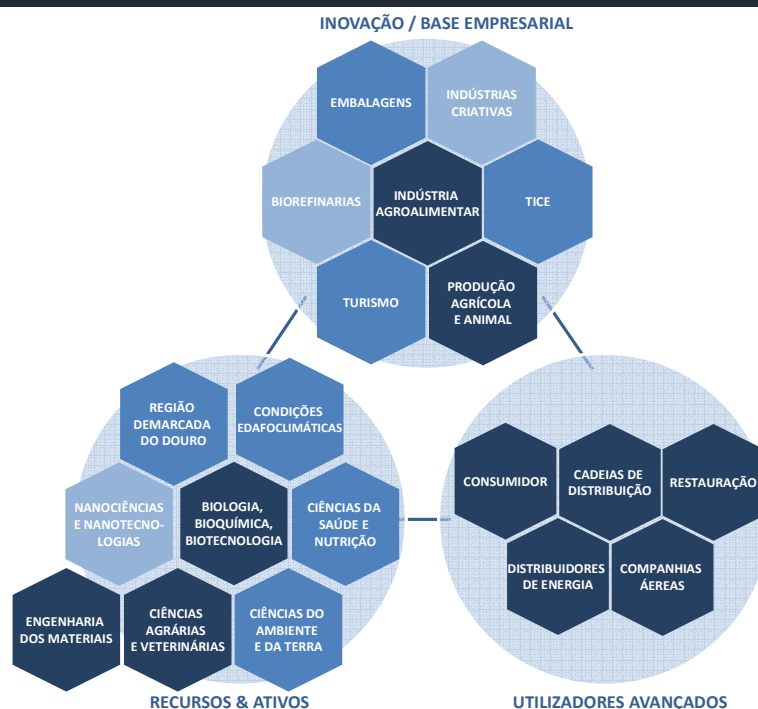 INOVAÇÃO / BASE EMPRESARIAL
EMBALAGENS
INDÚSTRIAS
CRIATIVAS
BIOREFINARIAS
INDÚSTRIA
AGROALIMENTAR
TICE
TURISMO
PRODUÇÃO
AGRÍCOLA
E ANIMAL
REGIÃO
DEMARCADA
DO DOURO
CONDIÇÕES
EDAFOCLIMÁTICAS
NANOCIÊNCIAS
E NANOTECNO-
LOGIAS
BIOLOGIA,
BIOQUÍMICA,
BIOTECNOLOGIA
CIÊNCIAS DA
SAÚDE E
NUTRIÇÃO
ENGENHARIA
DOS MATERIAIS
CIÊNCIAS
AGRÁRIAS
E VETERINÁRIAS
CIÊNCIAS DO
AMBIENTE
E DA TERRA
RECURSOS & ATIVOS
CONSUMIDOR
CADEIAS DE
DISTRIBUIÇÃO
RESTAURAÇÃO
DISTRIBUIDORES
DE ENERGIA
COMPANHIAS
ÁEREAS
UTILIZADORES AVANÇADOS